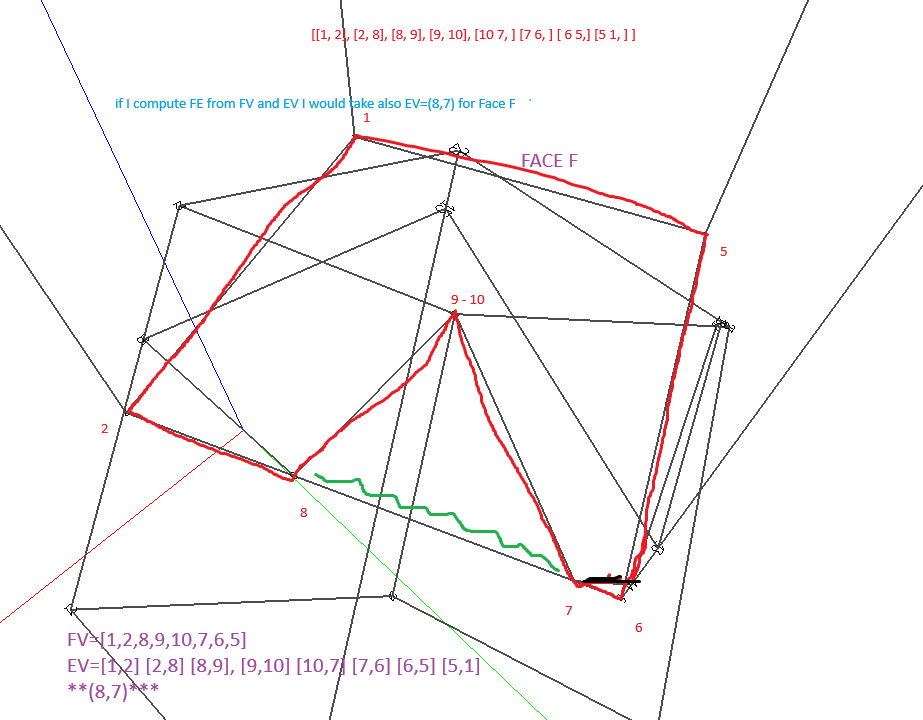 [[1, 2], [2, 8], [8, 9], [9, 10], [10 7, ] [7 6, ] [ 6 5,] [5 1, ] ]
if I compute FE from FV and EV I would take also EV=(8,7) for Face F
1
FACE F
5
9 - 10
2
8
7
6
FV=[1,2,8,9,10,7,6,5]
EV=[1,2] [2,8] [8,9], [9,10] [10,7] [7,6] [6,5] [5,1]
**(8,7)***